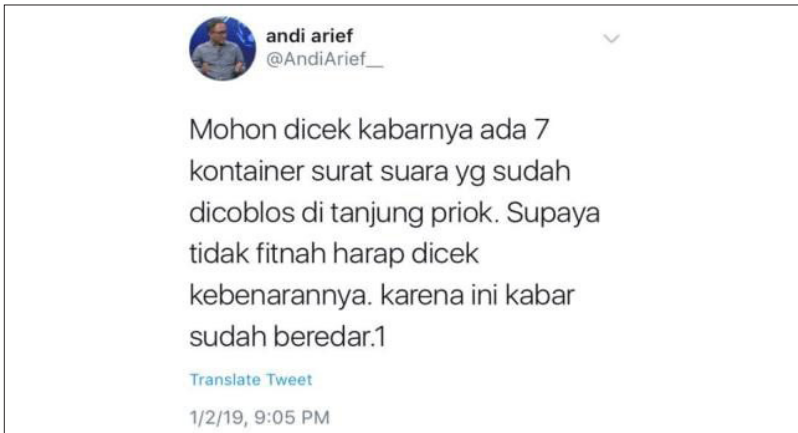 andi arief
@AndiArief__
Mohon dicek kabarnya ada 7
kontainer surat suara yg sudah
dicoblos di tanjung priok. Supaya
tidak fitnah harap dicek
kebenarannya. karena ini kabar
sudah beredar.1
Translate Tweet
1/2/19, 9:05 PM